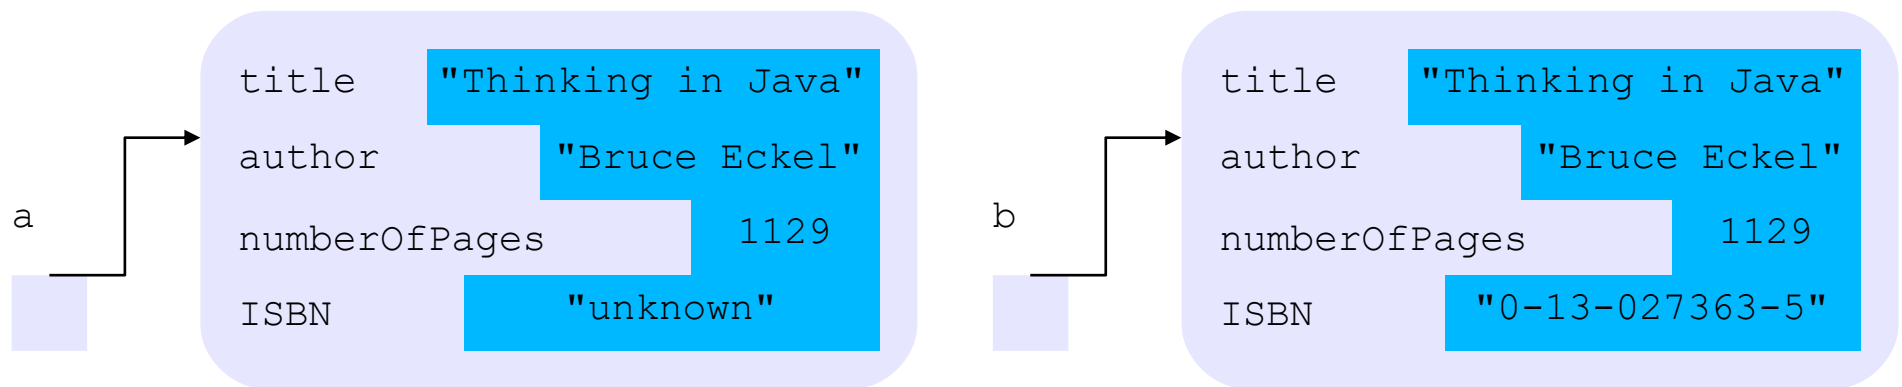 a
title "Thinking in Java"
author "Bruce Eckel"
numberOfPages 1129
ISBN "unknown"
b
title "Thinking in Java"
author "Bruce Eckel"
numberOfPages 1129
ISBN "0-13-027363-5"